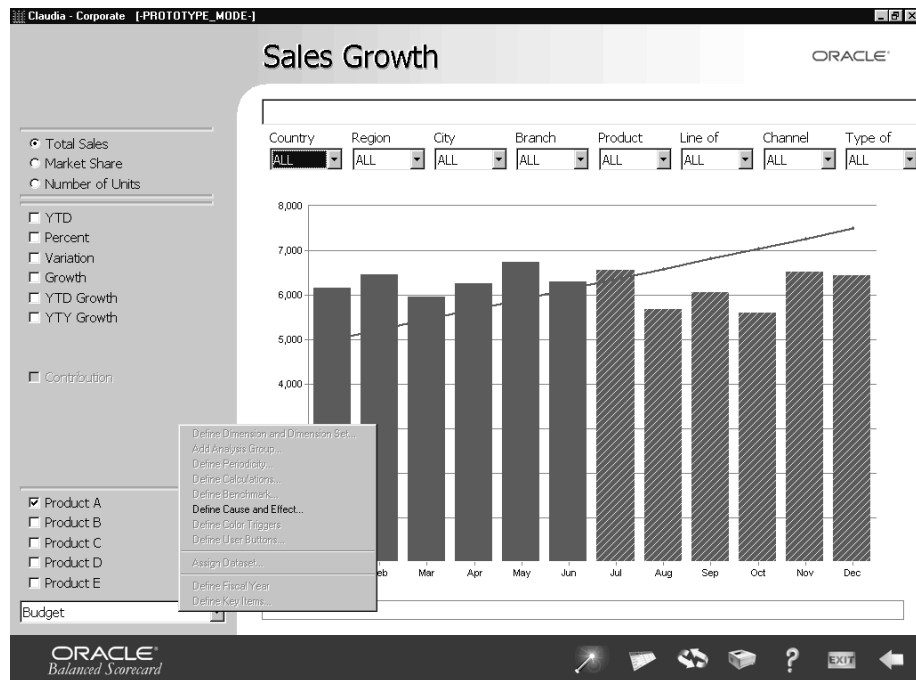 Claudia - Corporate [-PROTOTYPE_MODE-]
Sales Growth
ORACLE
Total Sales
Market Share
Number of Units
YTD
Percent
Variation
Growth
YTD Growth
YTY Growth
Contribution
Product A
Product B
Product C
Product D
Product E
Budget
Country Region City Branch Product Line of Channel Type of
ALL ALL ALL ALL ALL ALL ALL ALL
8,000
7,000
6,000
5,000
4,000
eb Mar Apr May Jun Jul Aug Sep Oct Nov Dec
Define Dimension and Dimension Set...
Add Analysis Group...
Define Periodicity...
Define Calculations...
Define Benchmark...
Define Cause and Effect...
Define Color Triggers
Define User Buttons...
Assign Dataset...
Define Fiscal Year
Define Key Items...
ORACLE
Balanced Scorecard
?
EXIT